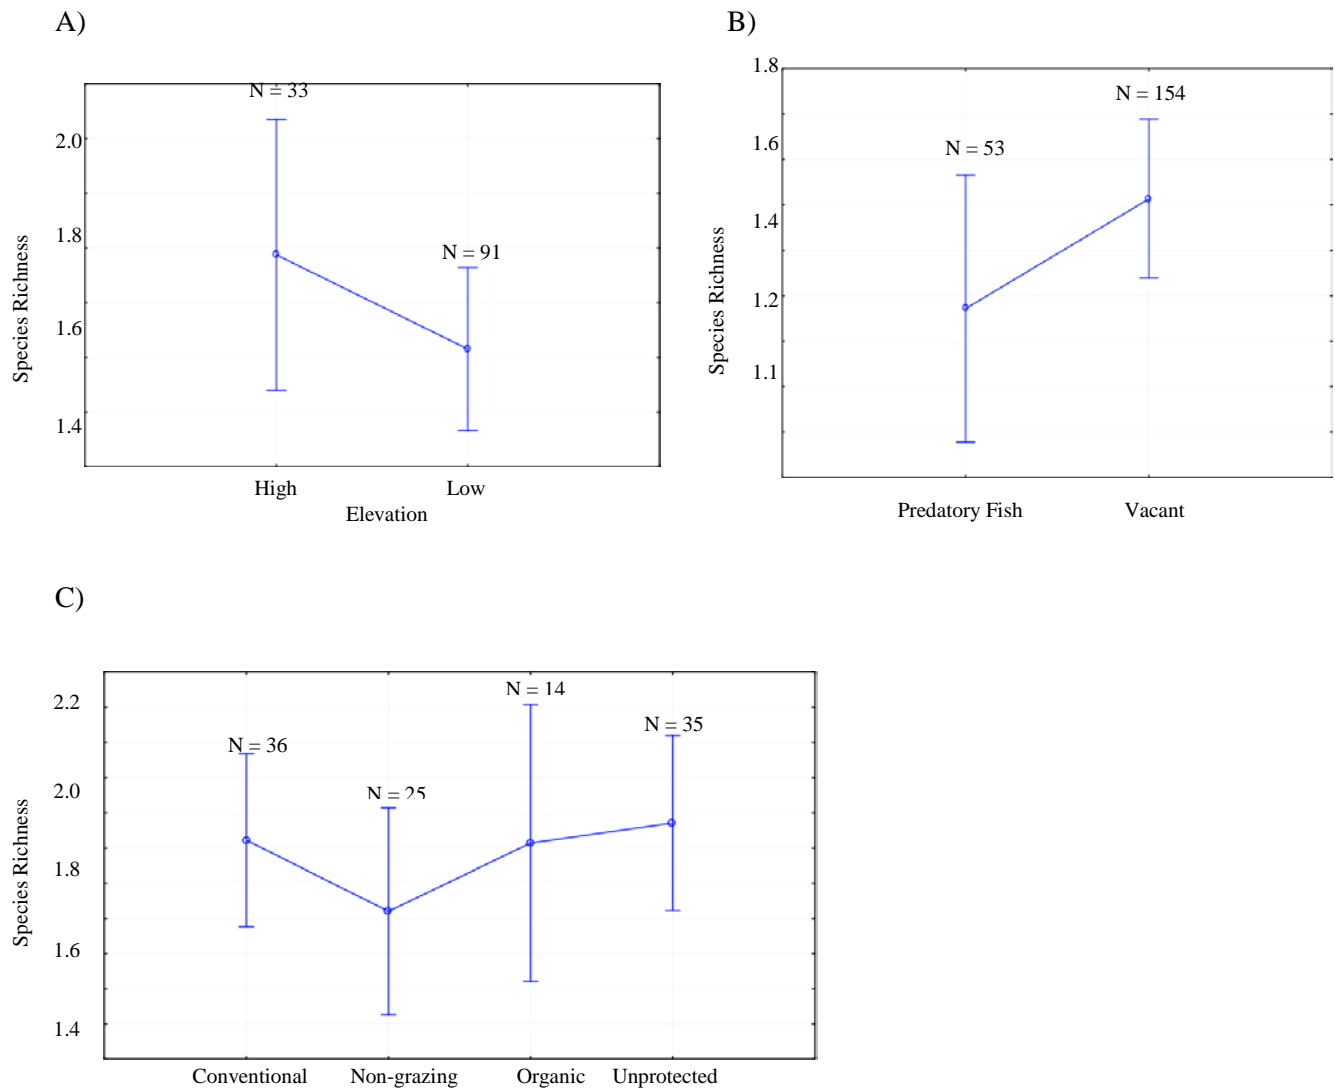 A)
N = 33
2.0
N = 91
1.8
1.6
1.4
Species Richness
High Low
Elevation
B)
1.8
N = 154
1.6
N = 53
1.4
1.2
1.1
Species Richness
Predatory Fish Vacant
C)
N = 14
2.2
N = 35
N = 36
2.0
N = 25
1.8
1.6
1.4
Species Richness
Conventional Non-grazing Organic Unprotected